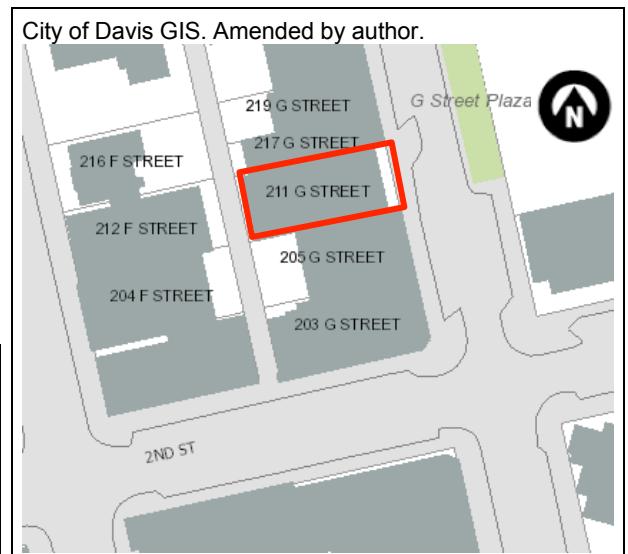 City of Davis GIS. Amended by author.
219 G STREET
G Street Plaza
N
217 G STREET
216 F STREET
211 G STREET
212 F STREET
205 G STREET
204 F STREET
203 G STREET
2ND ST